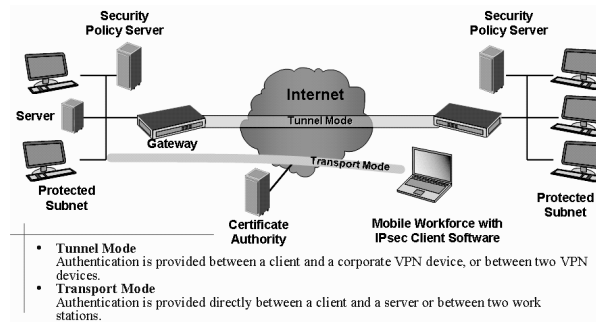 Security
Policy Server
Security
Policy Server
Internet
Server
Tunnel Mode
Gateway
Transport Mode
Protected
Subnet
Certificate
Authority
Mobile Workforce with
IPsec Client Software
Protected
Subnet
• Tunnel Mode
Authentication is provided between a client and a corporate VPN device, or between two VPN
devices.
• Transport Mode
Authentication is provided directly between a client and a server or between two work
stations.